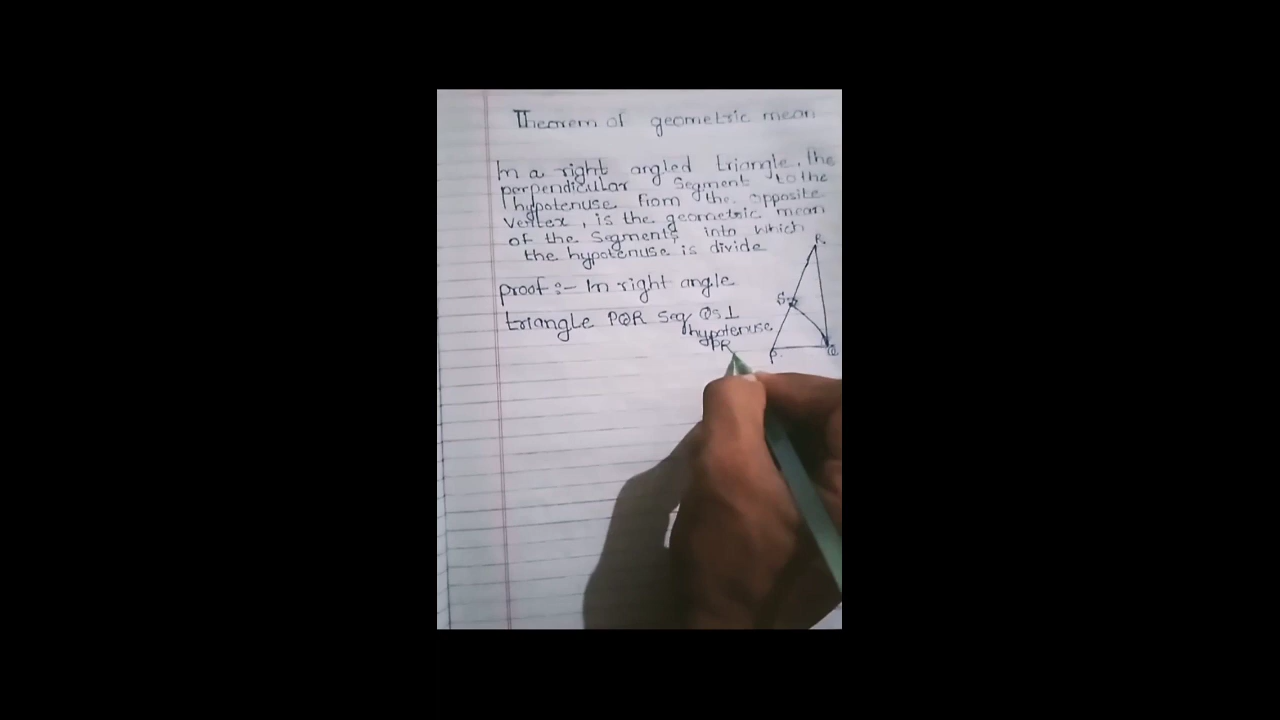 Theorem of geometric mean
In a right angled triangle, the
perpendicular segment to the
hypotenuse from the opposite
vertex, is the geometric mean
of the segments into which
the hypotenuse is divide
R
proof :- In right angle
S
triangle PQR seg QS ⊥
hypotenuse
PR
P Q